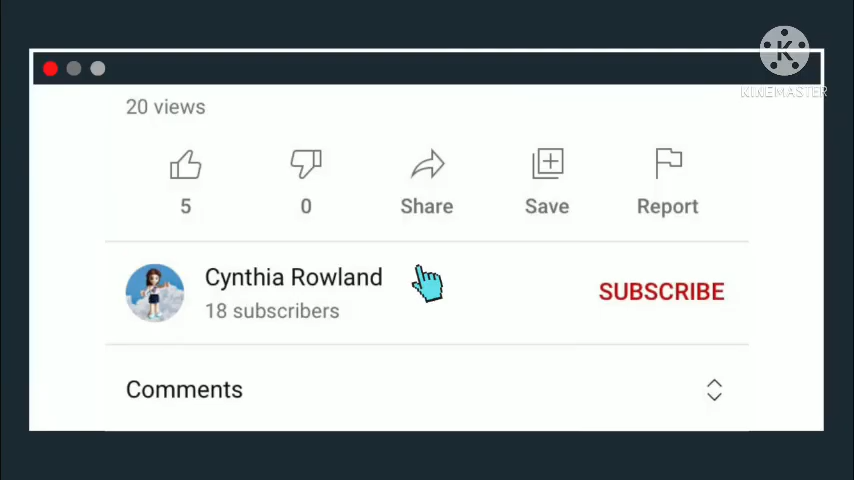 K
KINEMASTER
20 views
5
0
Share
Save
Report
Cynthia Rowland
18 subscribers
SUBSCRIBE
Comments